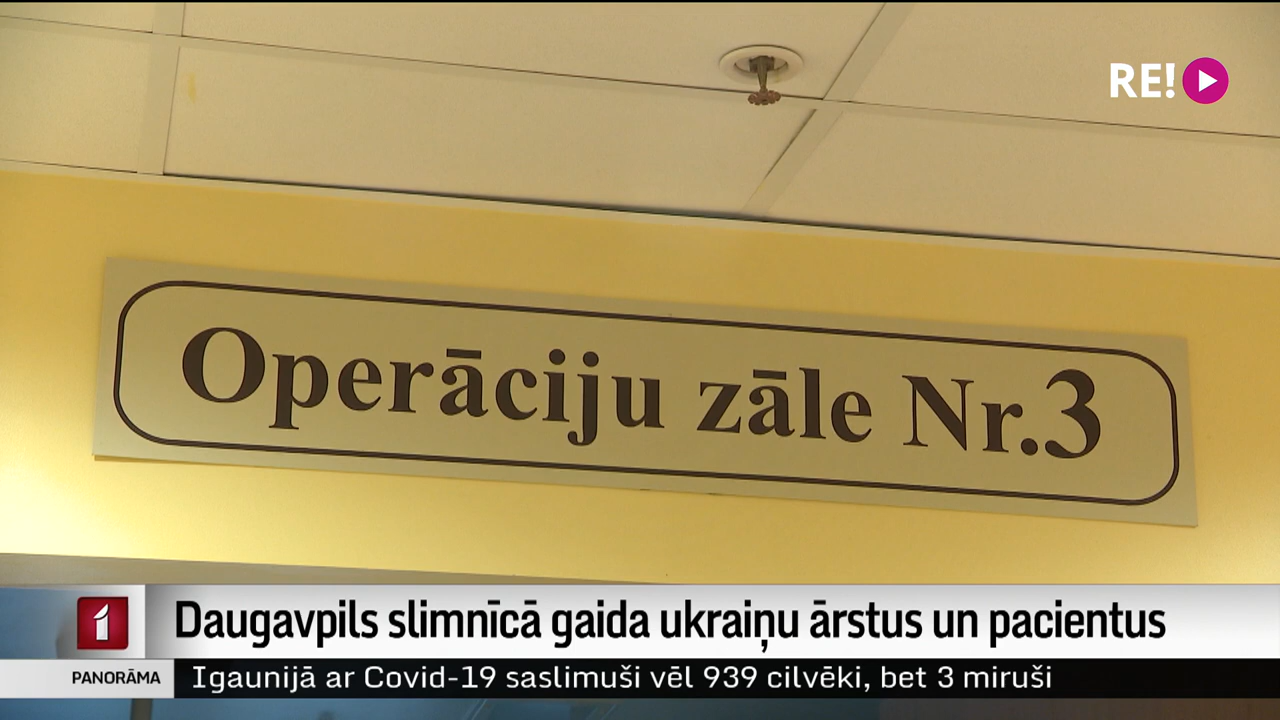 RE!
Operāciju zāle Nr.3
1
Daugavpils slimnīcā gaida ukraiņu ārstus un pacientus
PANORĀMA
Igaunijā ar Covid-19 saslimuši vēl 939 cilvēki, bet 3 miruši